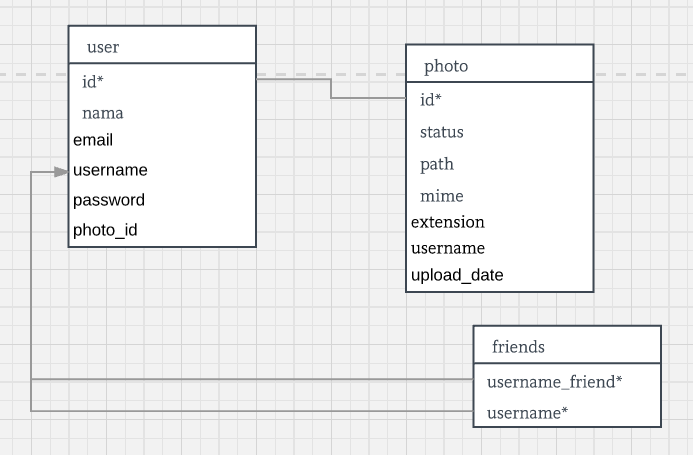 user
id*
nama
email
username
password
photo_id
photo
id*
status
path
mime
extension
username
upload_date
friends
username_friend*
username*